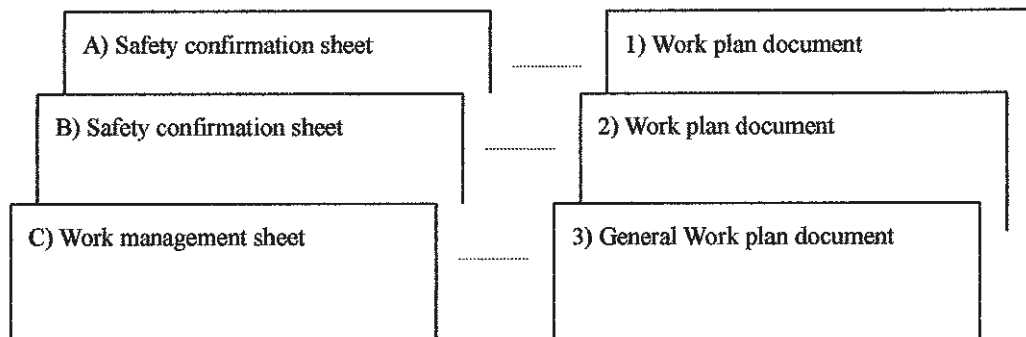 A) Safety confirmation sheet
1) Work plan document
B) Safety confirmation sheet
2) Work plan document
C) Work management sheet
3) General Work plan document